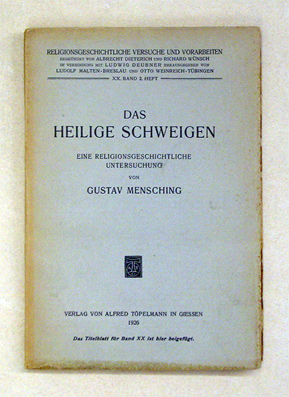 RELIGIONSGESCHICHTLICHE VERSUCHE UND VORARBEITEN
BEGRÜNDET VON ALBRECHT DIETERICH UND RICHARD WÜNSCH
IN VERBINDUNG MIT LUDWIG DEUBNER HERAUSGEGEBEN VON
LUDOLF MALTEN-BRESLAU UND OTTO WEINREICH-TÜBINGEN
XX. BAND 2. HEFT
DAS
HEILIGE SCHWEIGEN
EINE RELIGIONSGESCHICHTLICHE
UNTERSUCHUNG
VON
GUSTAV MENSCHING
VERLAG VON ALFRED TÖPELMANN IN GIESSEN
1926
Das Titelblatt für Band XX ist hier beigefügt.